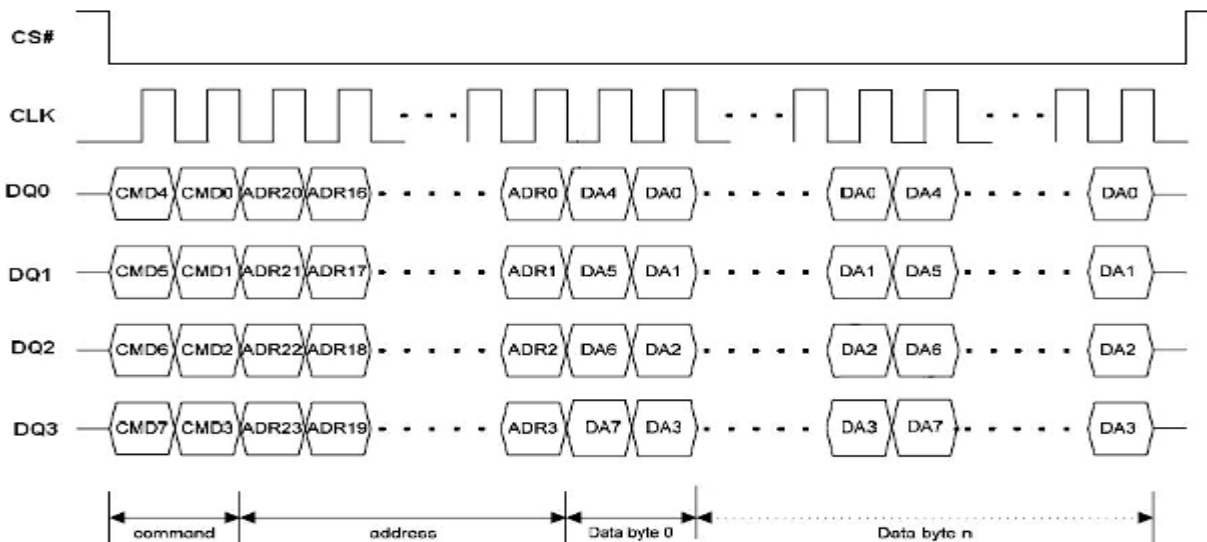 CS#
CLK
DQ0 CMD4 CMD0 ADR20 ADR16 ADR0 DA4 DA0 DA0 DA4 DA0
DQ1 CMD5 CMD1 ADR21 ADR17 ADR1 DA5 DA1 DA1 DA5 DA1
DQ2 CMD6 CMD2 ADR22 ADR18 ADR2 DA6 DA2 DA2 DA6 DA2
DQ3 CMD7 CMD3 ADR23 ADR19 ADR3 DA7 DA3 DA3 DA7 DA3
command address Data byte 0 Data byte n